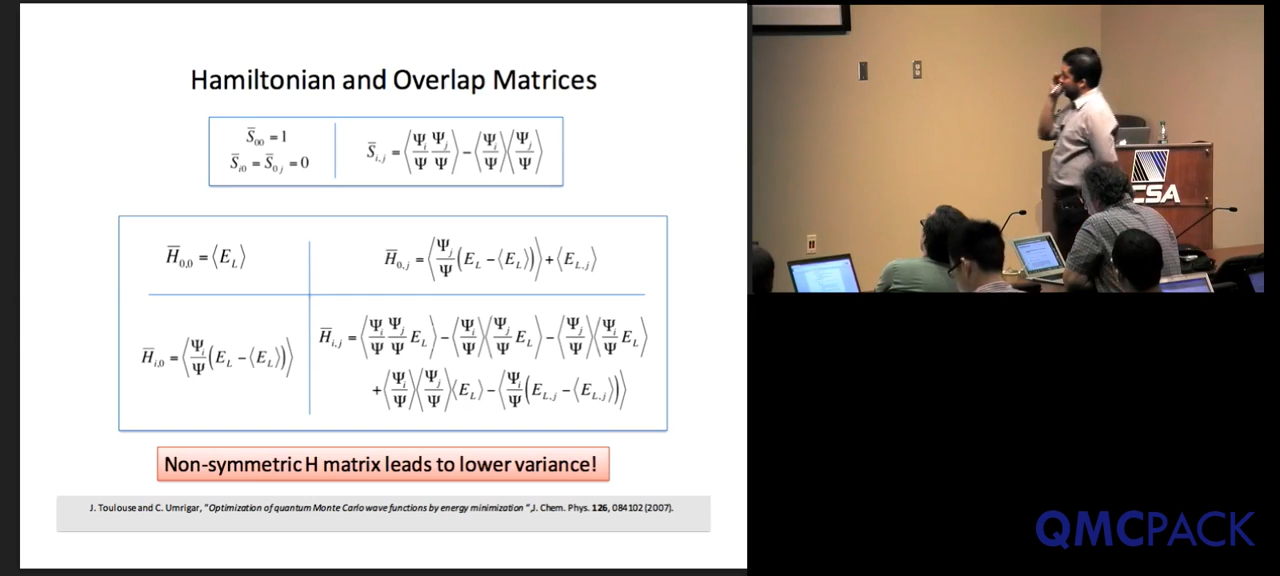 Hamiltonian and Overlap Matrices
S̄₀₀ = 1
S̄ᵢ₀ = S̄₀ⱼ = 0
S̄ᵢ,ⱼ = ⟨Ψᵢ/Ψ Ψⱼ/Ψ⟩ − ⟨Ψᵢ/Ψ⟩⟨Ψⱼ/Ψ⟩
H̄₀,₀ = ⟨E_L⟩
H̄₀,ⱼ = ⟨Ψⱼ/Ψ (E_L − ⟨E_L⟩)⟩ + ⟨E_L,ⱼ⟩
H̄ᵢ,₀ = ⟨Ψᵢ/Ψ (E_L − ⟨E_L⟩)⟩
H̄ᵢ,ⱼ = ⟨Ψᵢ/Ψ Ψⱼ/Ψ E_L⟩ − ⟨Ψᵢ/Ψ⟩⟨Ψⱼ/Ψ E_L⟩ − ⟨Ψⱼ/Ψ⟩⟨Ψᵢ/Ψ E_L⟩
+⟨Ψᵢ/Ψ⟩⟨Ψⱼ/Ψ⟩⟨E_L⟩ − ⟨Ψᵢ/Ψ (E_L,ⱼ − ⟨E_L,ⱼ⟩)⟩
Non-symmetric H matrix leads to lower variance!
J. Toulouse and C. Umrigar, "Optimization of quantum Monte Carlo wave functions by energy minimization ",J. Chem. Phys. 126, 084102 (2007).
CSA
QMCPACK